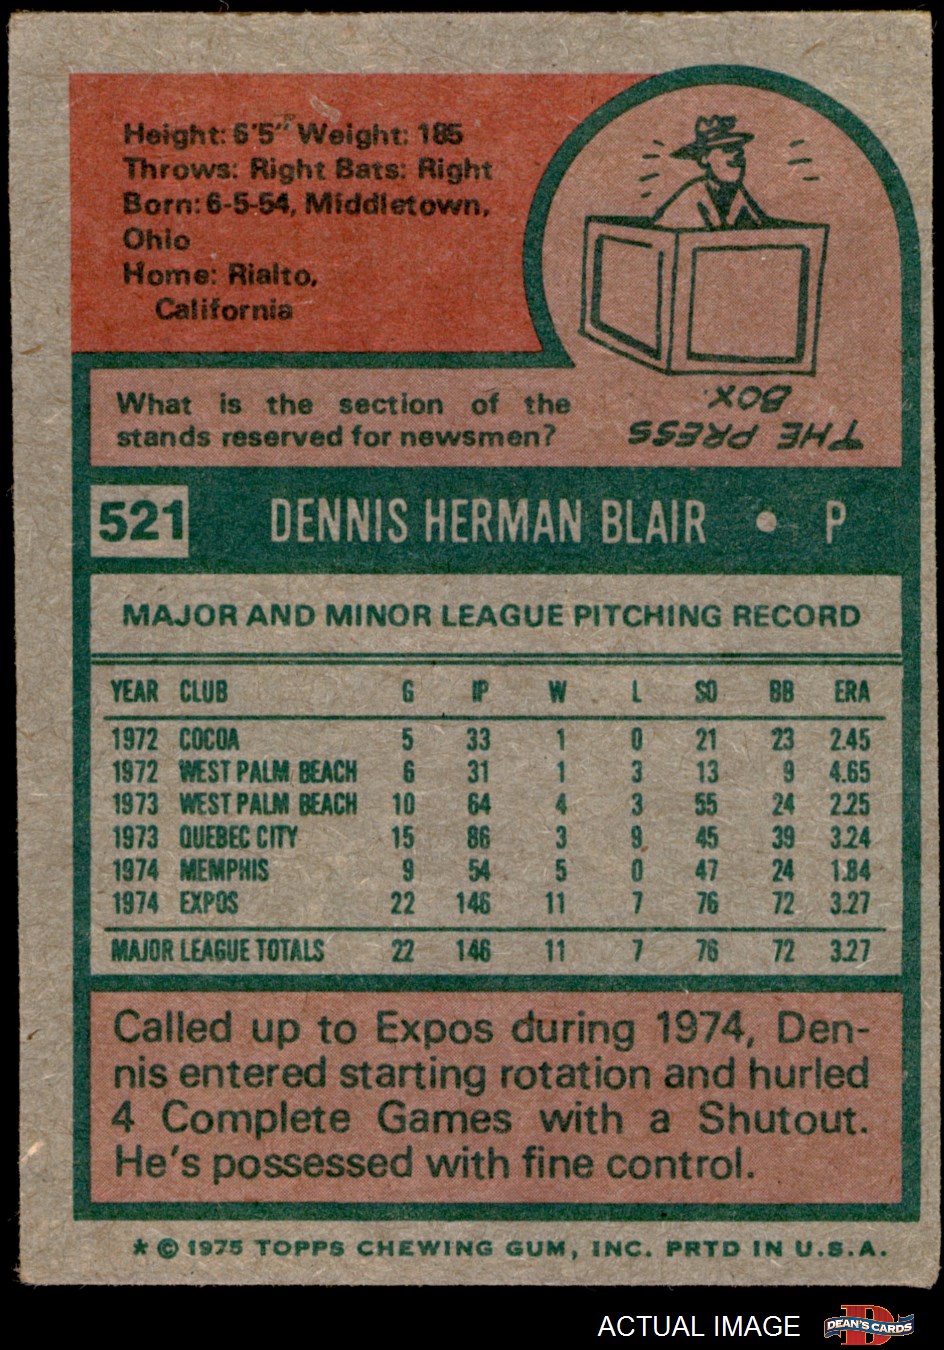 Height: 6'5" Weight: 185
Throws: Right Bats: Right
Born: 6-5-54, Middletown,
Ohio
Home: Rialto,
California
What is the section of the
stands reserved for newsmen?
THE PRESS
BOX.
521 DENNIS HERMAN BLAIR • P
MAJOR AND MINOR LEAGUE PITCHING RECORD
YEAR CLUB G IP W L SO BB ERA
1972 COCOA 5 33 1 0 21 23 2.45
1972 WEST PALM BEACH 6 31 1 3 13 9 4.65
1973 WEST PALM BEACH 10 64 4 3 55 24 2.25
1973 QUEBEC CITY 15 86 3 9 45 39 3.24
1974 MEMPHIS 9 54 5 0 47 24 1.84
1974 EXPOS 22 146 11 7 76 72 3.27
MAJOR LEAGUE TOTALS 22 146 11 7 76 72 3.27
Called up to Expos during 1974, Den-
nis entered starting rotation and hurled
4 Complete Games with a Shutout.
He's possessed with fine control.
* © 1975 TOPPS CHEWING GUM, INC. PRTD IN U.S.A.
ACTUAL IMAGE
D
DEAN'S CARDS